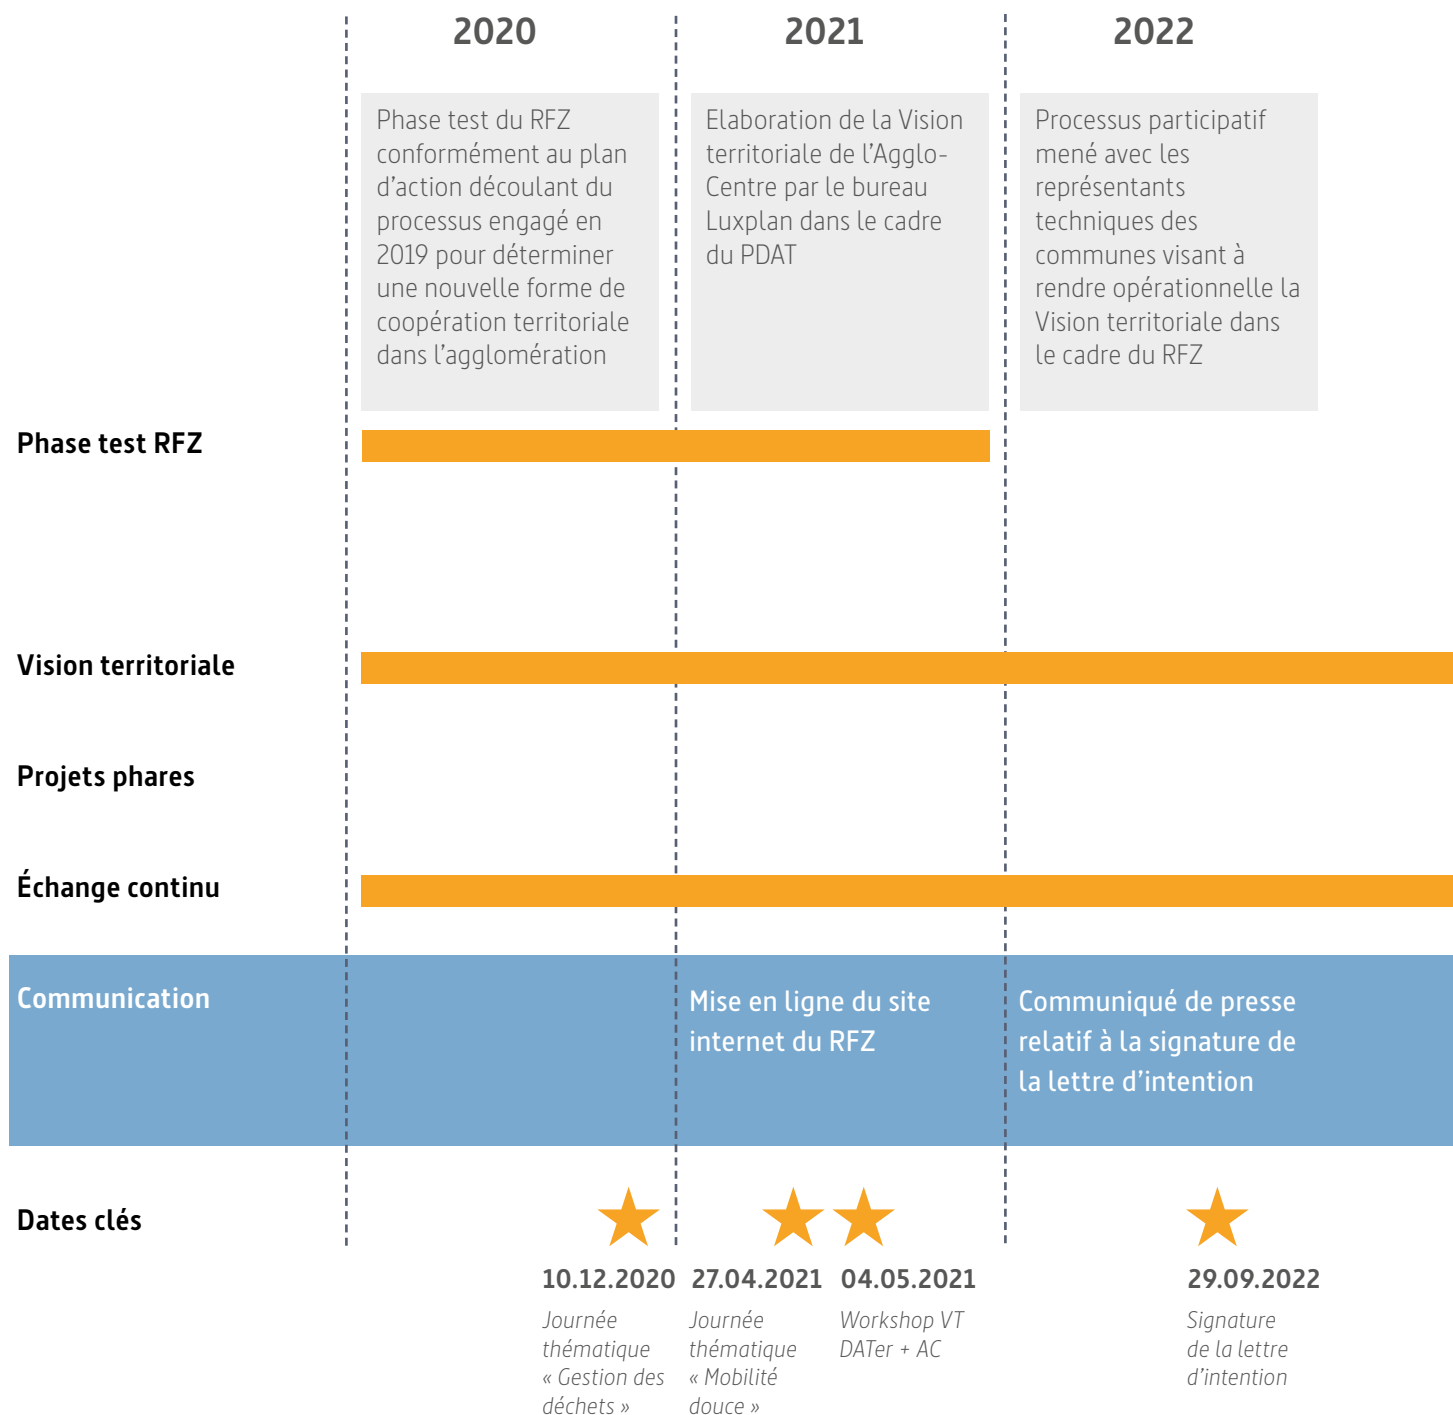 2020
2021
2022
Phase test du RFZ
conformément au plan
d’action découlant du
processus engagé en
2019 pour déterminer
une nouvelle forme de
coopération territoriale
dans l’agglomération
Elaboration de la Vision
territoriale de l’Agglo-
Centre par le bureau
Luxplan dans le cadre
du PDAT
Processus participatif
mené avec les
représentants
techniques des
communes visant à
rendre opérationnelle la
Vision territoriale dans
le cadre du RFZ
Phase test RFZ
Vision territoriale
Projets phares
Échange continu
Communication
Mise en ligne du site
internet du RFZ
Communiqué de presse
relatif à la signature de
la lettre d’intention
Dates clés
10.12.2020
Journée
thématique
« Gestion des
déchets »
27.04.2021
Journée
thématique
« Mobilité
douce »
04.05.2021
Workshop VT
DATer + AC
29.09.2022
Signature
de la lettre
d’intention